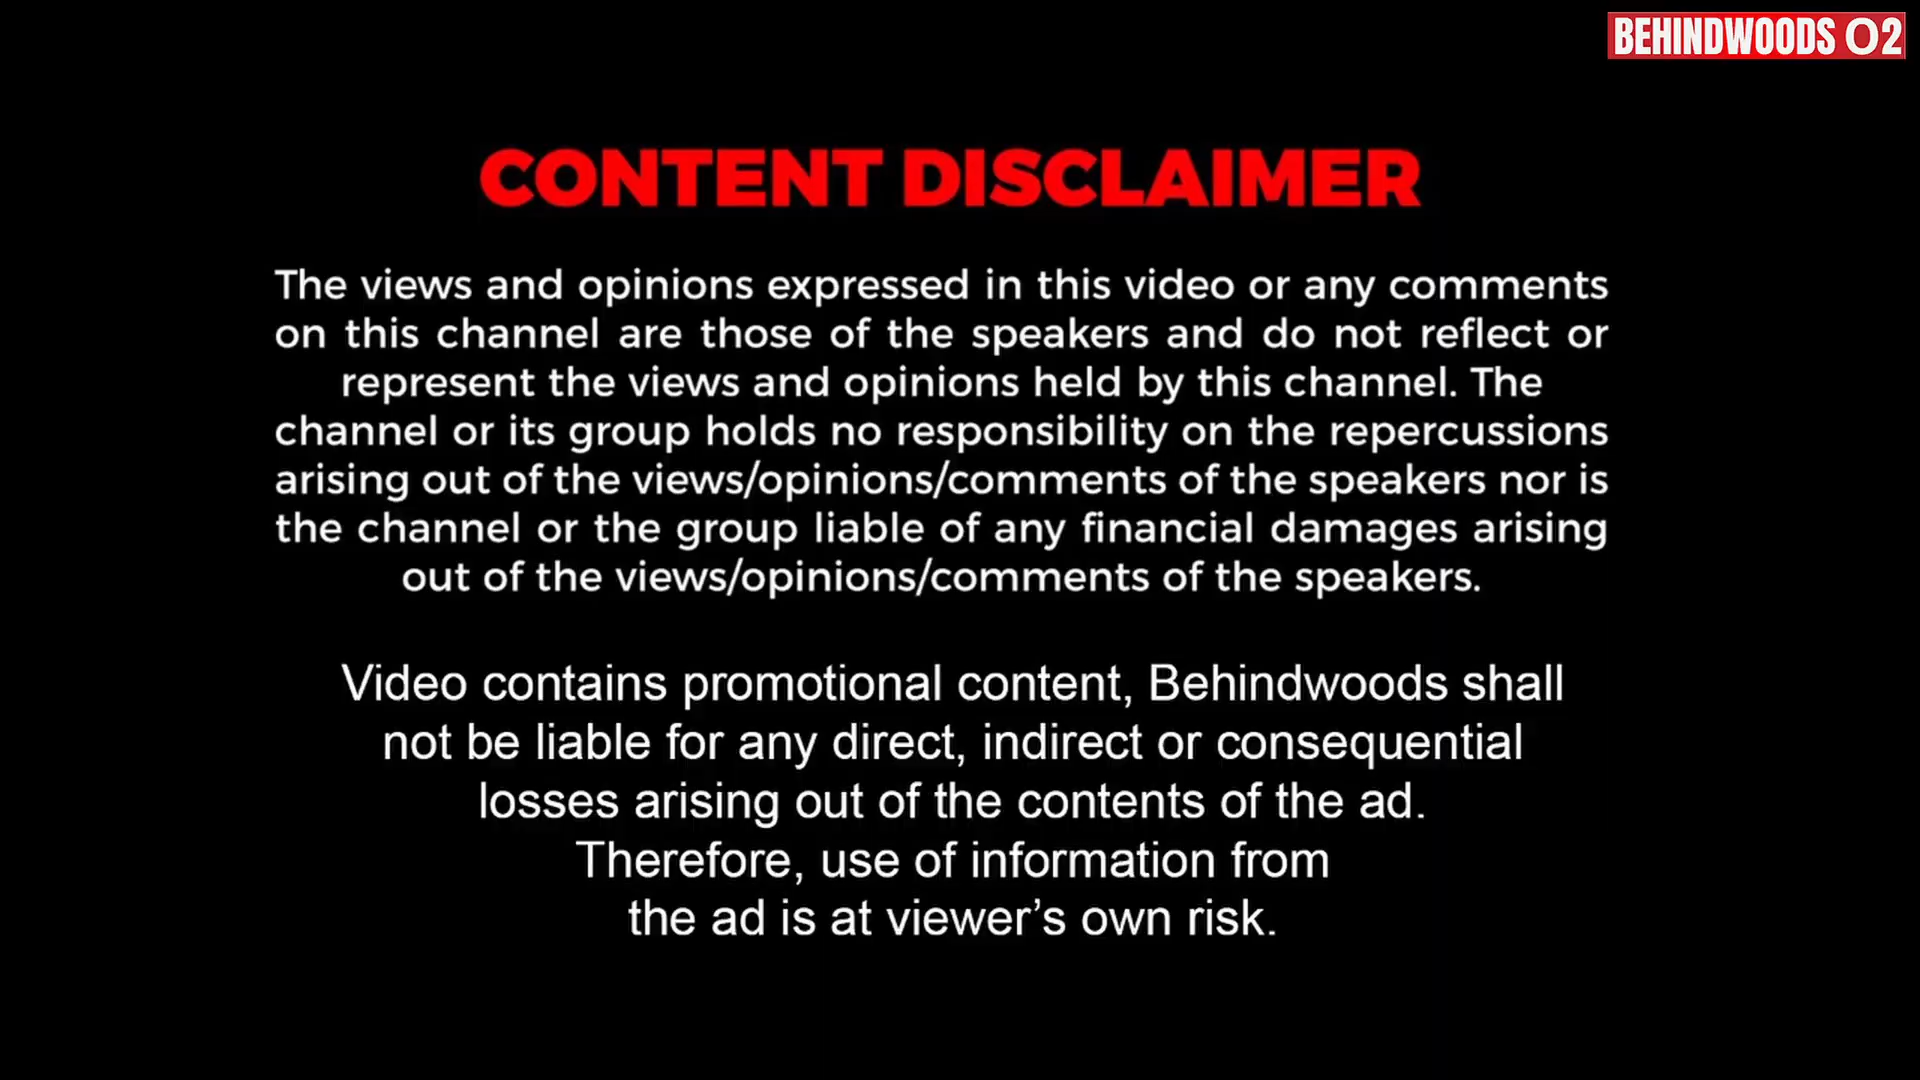 BEHINDWOODS O2
CONTENT DISCLAIMER
The views and opinions expressed in this video or any comments
on this channel are those of the speakers and do not reflect or
represent the views and opinions held by this channel. The
channel or its group holds no responsibility on the repercussions
arising out of the views/opinions/comments of the speakers nor is
the channel or the group liable of any financial damages arising
out of the views/opinions/comments of the speakers.
Video contains promotional content, Behindwoods shall
not be liable for any direct, indirect or consequential
losses arising out of the contents of the ad.
Therefore, use of information from
the ad is at viewer’s own risk.